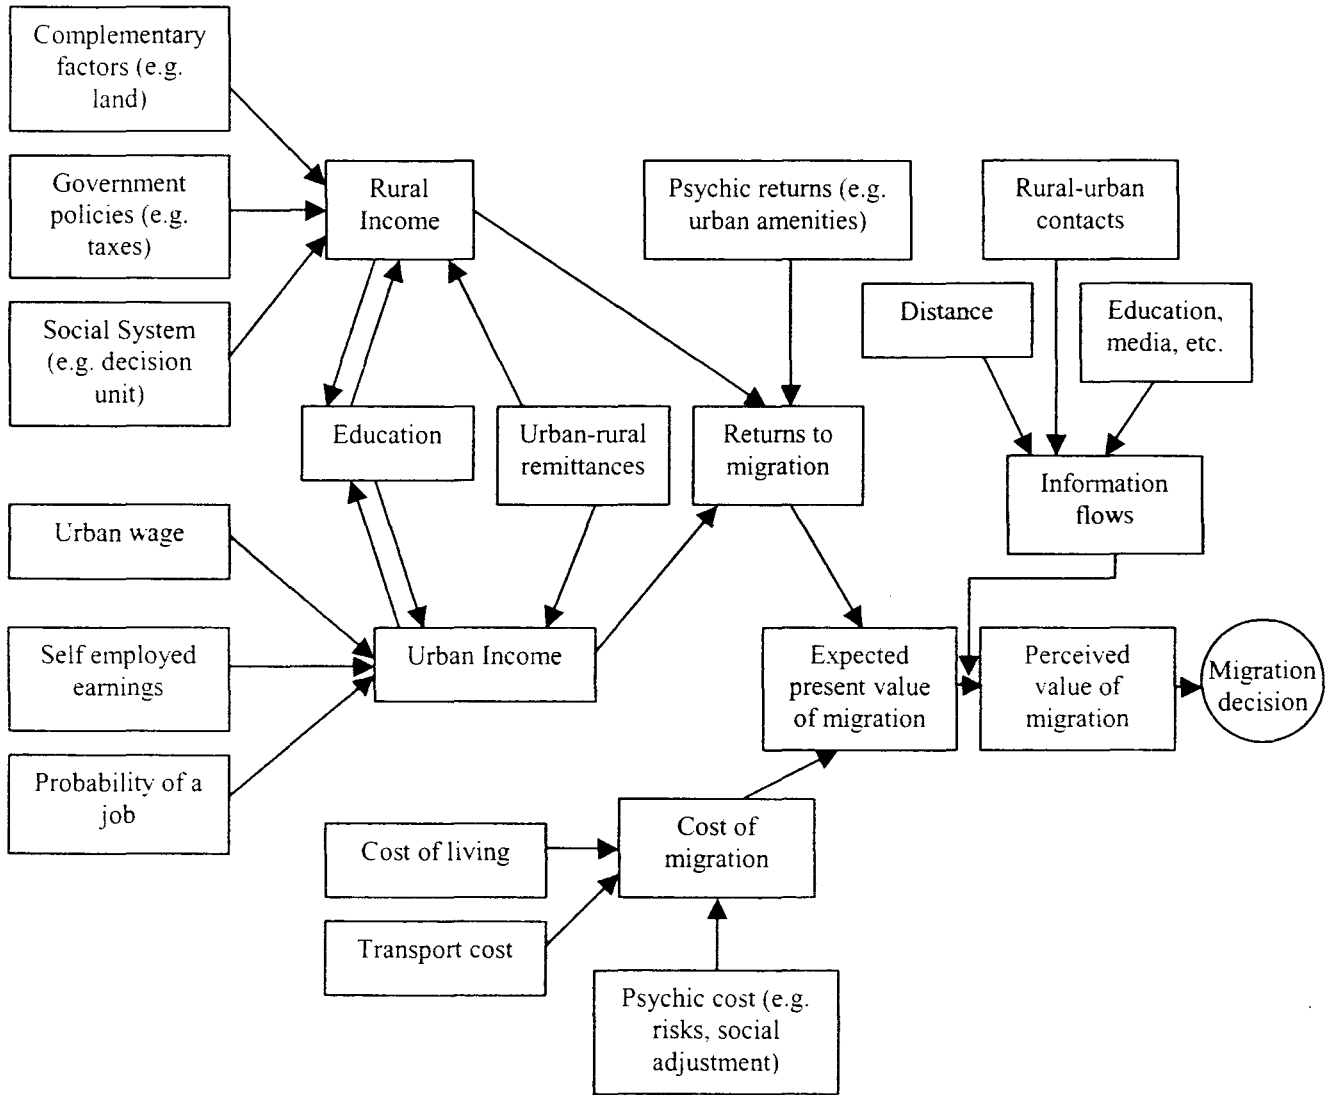 Complementary
factors (e.g.
land)
Government
policies (e.g.
taxes)
Social System
(e.g. decision
unit)
Rural
Income
Psychic returns (e.g.
urban amenities)
Rural-urban
contacts
Distance
Education,
media, etc.
Education
Urban-rural
remittances
Returns to
migration
Information
flows
Urban wage
Self employed
earnings
Probability of a
job
Urban Income
Expected
present value
of migration
Perceived
value of
migration
Migration
decision
Cost of living
Transport cost
Cost of
migration
Psychic cost (e.g.
risks, social
adjustment)